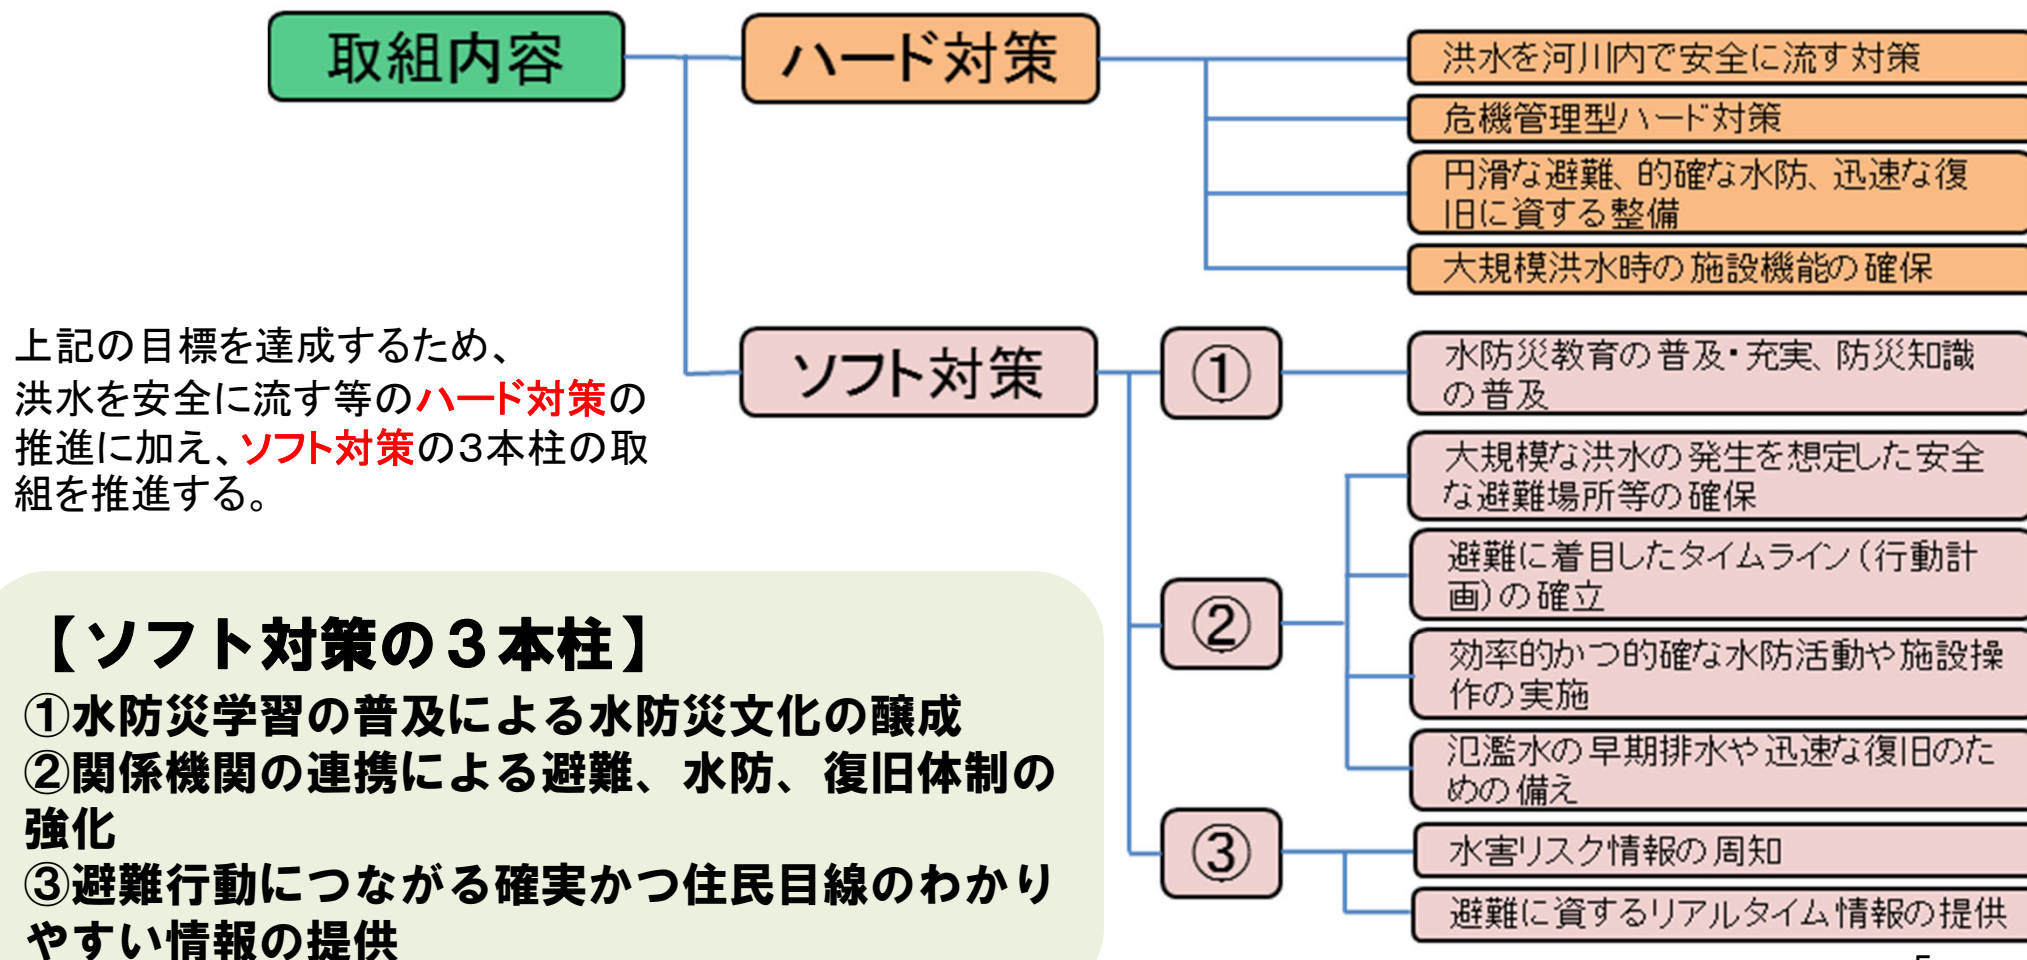 取組内容
ハード対策
洪水を河川内で安全に流す対策
危機管理型ハード対策
円滑な避難、的確な水防、迅速な復
旧に資する整備
大規模洪水時の施設機能の確保
上記の目標を達成するため、
洪水を安全に流す等のハード対策の
推進に加え、ソフト対策の3本柱の取
組を推進する。
ソフト対策
①
水防災教育の普及・充実、防災知識
の普及
②
大規模な洪水の発生を想定した安全
な避難場所等の確保
避難に着目したタイムライン(行動計
画)の確立
効率的かつ的確な水防活動や施設操
作の実施
氾濫水の早期排水や迅速な復旧のた
めの備え
③
水害リスク情報の周知
避難に資するリアルタイム情報の提供
【ソフト対策の3本柱】
①水防災学習の普及による水防災文化の醸成
②関係機関の連携による避難、水防、復旧体制の
強化
③避難行動につながる確実かつ住民目線のわかり
やすい情報の提供